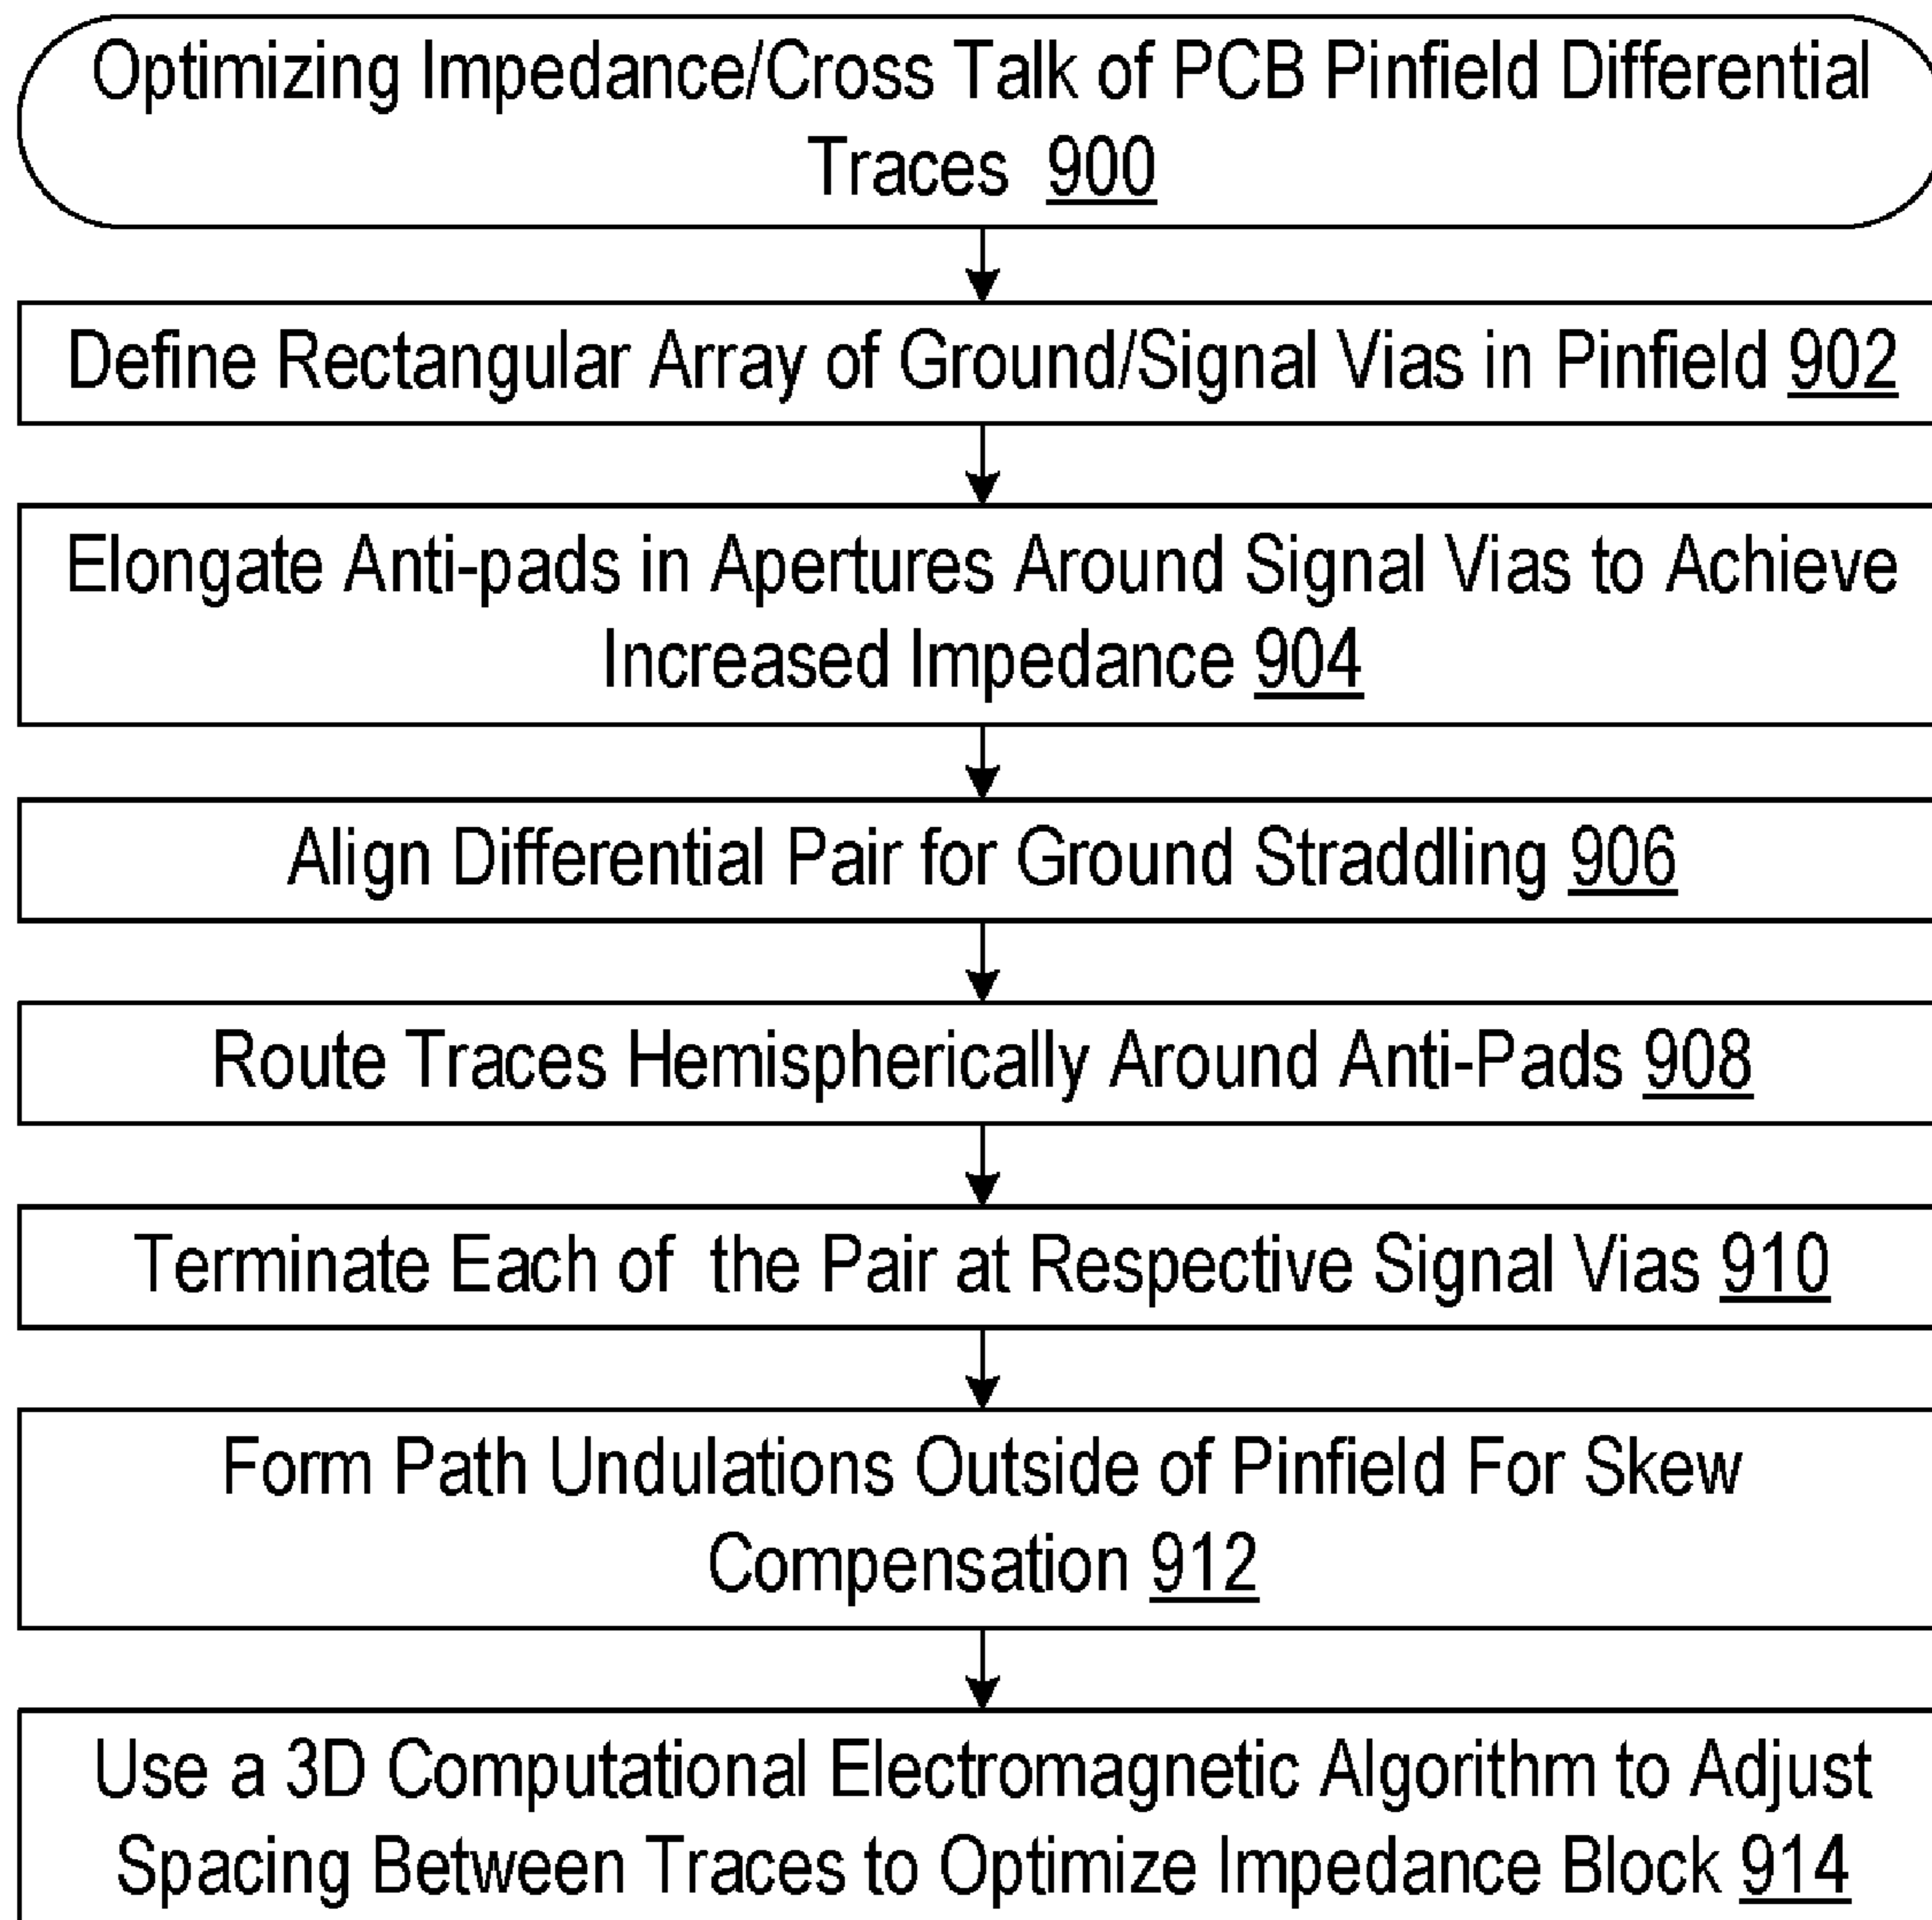 Optimizing Impedance/Cross Talk of PCB Pinfield Differential
Traces 900
Define Rectangular Array of Ground/Signal Vias in Pinfield 902
Elongate Anti-pads in Apertures Around Signal Vias to Achieve
Increased Impedance 904
Align Differential Pair for Ground Straddling 906
Route Traces Hemispherically Around Anti-Pads 908
Terminate Each of the Pair at Respective Signal Vias 910
Form Path Undulations Outside of Pinfield For Skew
Compensation 912
Use a 3D Computational Electromagnetic Algorithm to Adjust
Spacing Between Traces to Optimize Impedance Block 914